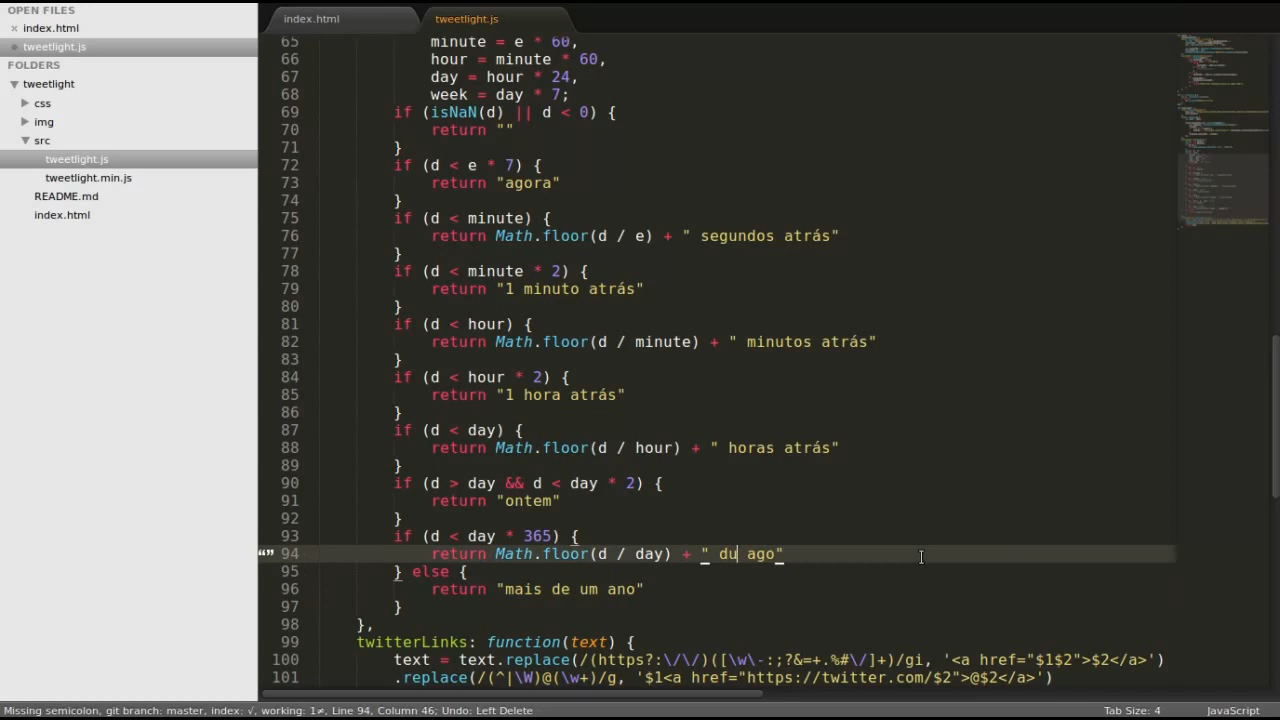 OPEN FILES
index.html
tweetlight.js
FOLDERS
tweetlight
css
img
src
tweetlight.js
tweetlight.min.js
README.md
index.html
index.html
tweetlight.js
65 minute = e * 60,
66 hour = minute * 60,
67 day = hour * 24,
68 week = day * 7;
69 if (isNaN(d) || d < 0) {
70 return ""
71 }
72 if (d < e * 7) {
73 return "agora"
74 }
75 if (d < minute) {
76 return Math.floor(d / e) + " segundos atrás"
77 }
78 if (d < minute * 2) {
79 return "1 minuto atrás"
80 }
81 if (d < hour) {
82 return Math.floor(d / minute) + " minutos atrás"
83 }
84 if (d < hour * 2) {
85 return "1 hora atrás"
86 }
87 if (d < day) {
88 return Math.floor(d / hour) + " horas atrás"
89 }
90 if (d > day && d < day * 2) {
91 return "ontem"
92 }
93 if (d < day * 365) {
94 return Math.floor(d / day) + " du ago"
95 } else {
96 return "mais de um ano"
97 }
98 },
99 twitterLinks: function(text) {
100 text = text.replace(/(https?:\/\/)([\w\-:;?&=+.%#\/]+)/gi, '<a href="$1$2">$2</a>')
101 .replace(/(^|\W)@(\w+)/g, '$1<a href="https://twitter.com/$2">@$2</a>')
Missing semicolon, git branch: master, index: √, working: 1≠, Line 94, Column 46; Undo: Left Delete
Tab Size: 4
JavaScript